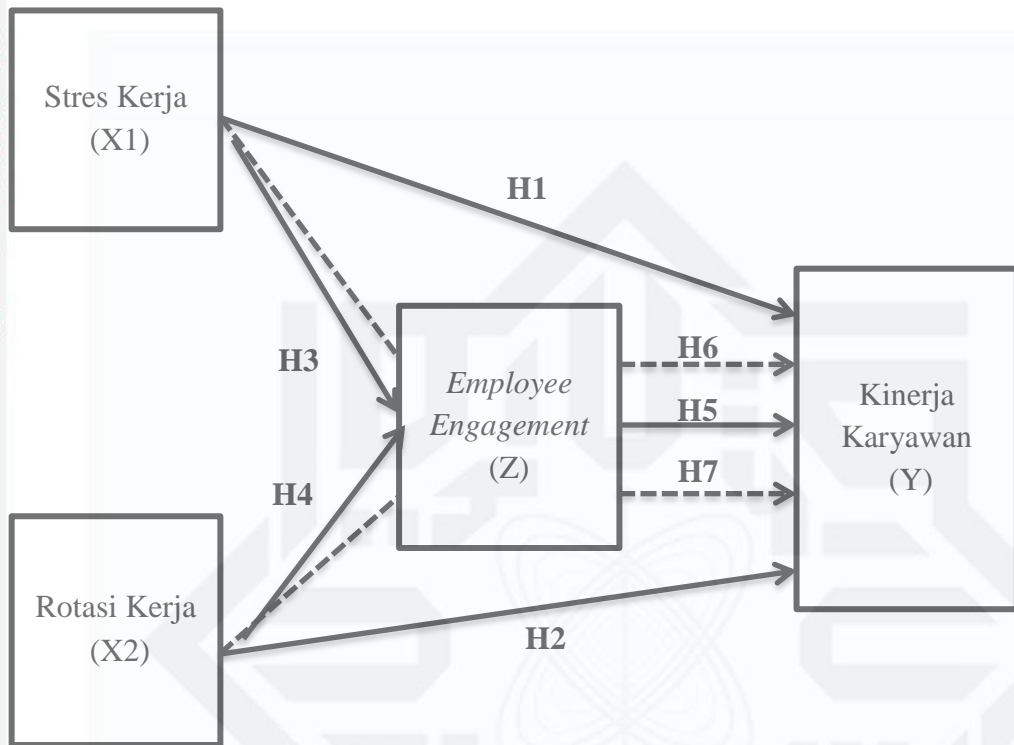 Stres Kerja
(X1)
H1
H3
H6
Employee
Engagement
(Z)
H5
Kinerja
Karyawan
(Y)
H4
H7
Rotasi Kerja
(X2)
H2